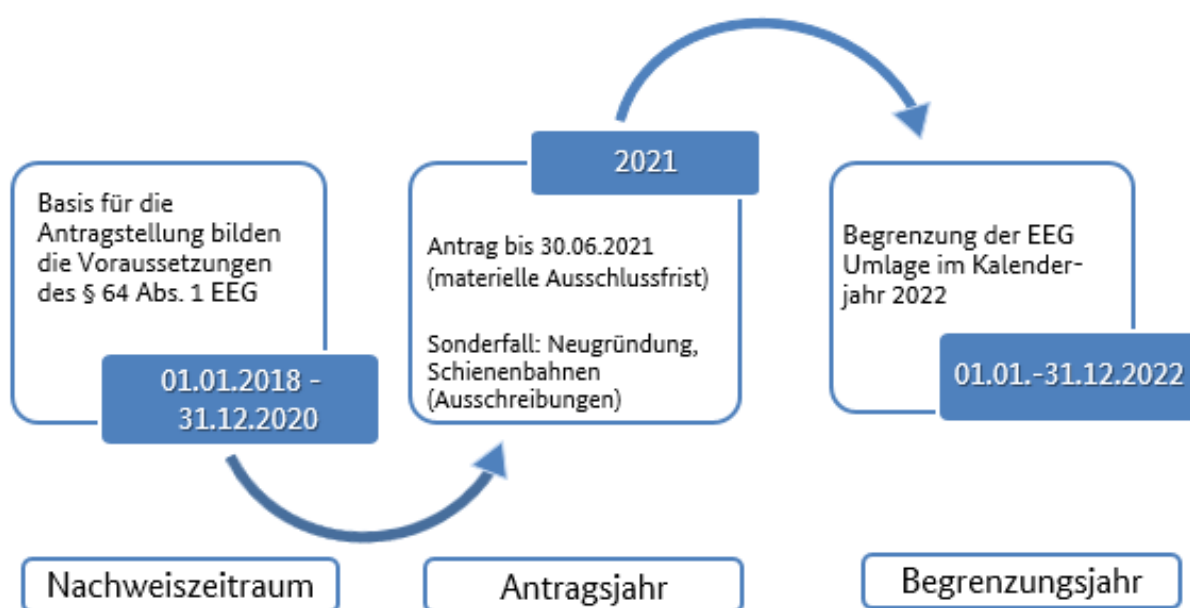 Basis für die
Antragstellung bilden
die Voraussetzungen
des § 64 Abs. 1 EEG
01.01.2018 -
31.12.2020
Nachweiszeitraum
2021
Antrag bis 30.06.2021
(materielle Ausschlussfrist)
Sonderfall: Neugründung,
Schienenbahnen
(Ausschreibungen)
Antragsjahr
Begrenzung der EEG
Umlage im Kalender-
jahr 2022
01.01.-31.12.2022
Begrenzungsjahr